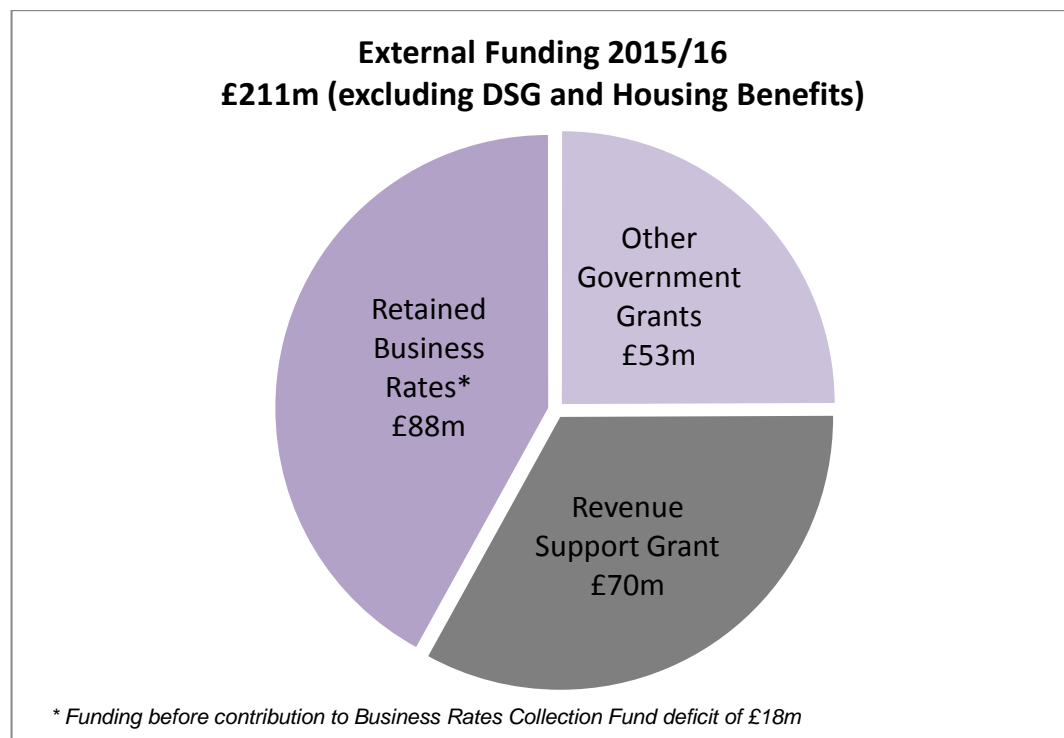 External Funding 2015/16
£211m (excluding DSG and Housing Benefits)
Other
Government
Grants
£53m
Retained
Business
Rates*
£88m
Revenue
Support Grant
£70m
* Funding before contribution to Business Rates Collection Fund deficit of £18m